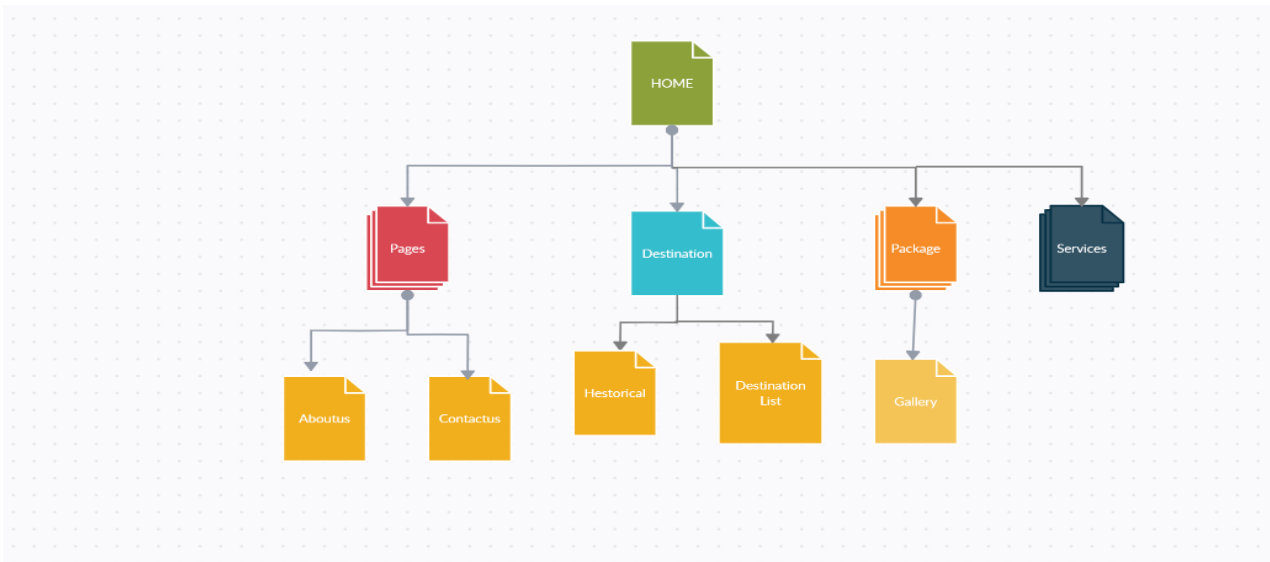 HOME
Pages
Destination
Package
Services
Aboutus
Contactus
Hestorical
Destination
List
Gallery